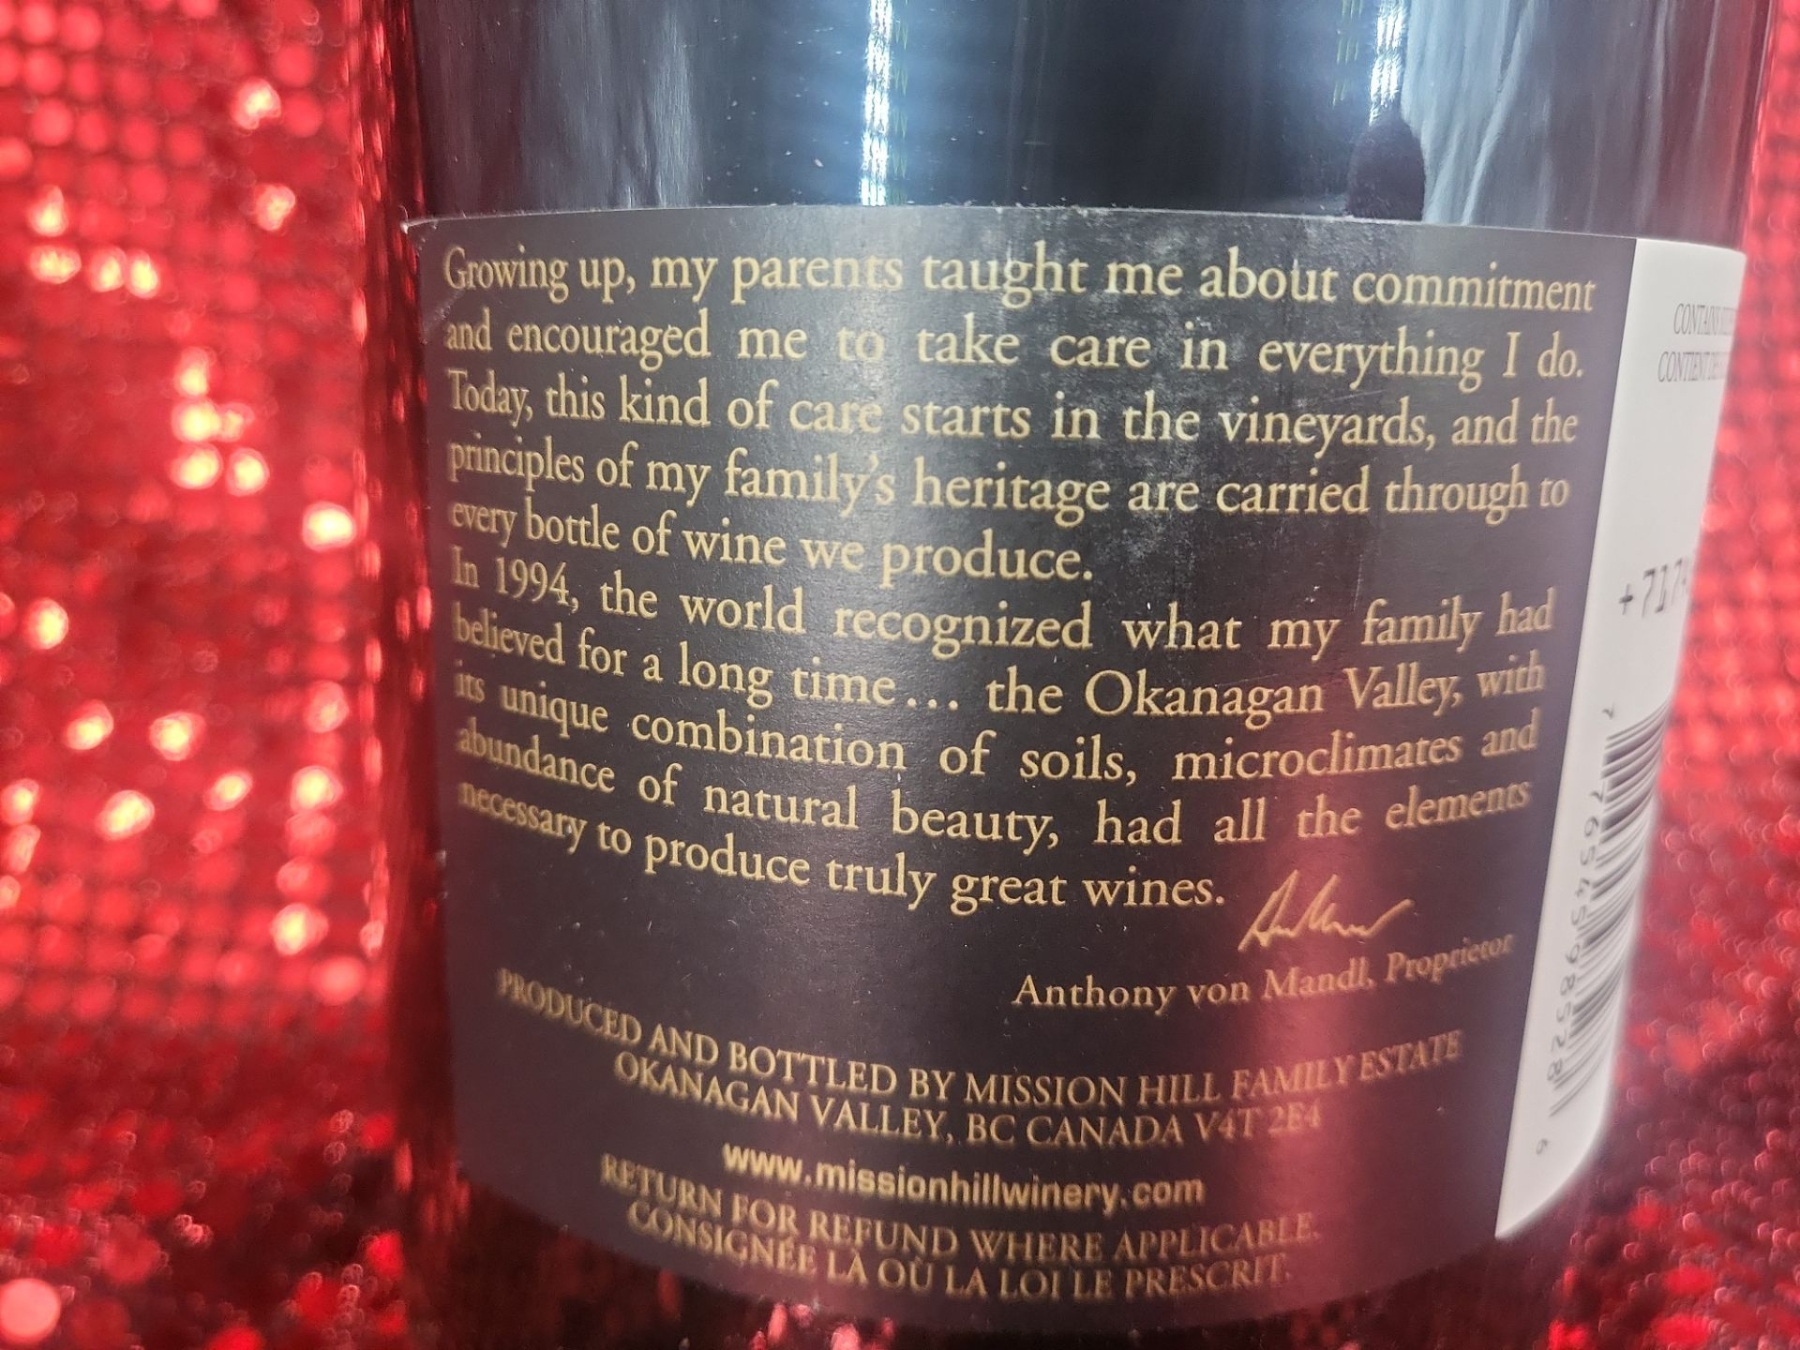 Growing up, my parents taught me about commitment
and encouraged me to take care in everything I do.
Today, this kind of care starts in the vineyards, and the
principles of my family's heritage are carried through to
every bottle of wine we produce.
In 1994, the world recognized what my family had
believed for a long time... the Okanagan Valley, with
its unique combination of soils, microclimates and
abundance of natural beauty, had all the elements
necessary to produce truly great wines.
Anthony von Mandl, Proprietor
PRODUCED AND BOTTLED BY MISSION HILL FAMILY ESTATE
OKANAGAN VALLEY, BC CANADA V4T 2E4
www.missionhillwinery.com
RETURN FOR REFUND WHERE APPLICABLE.
CONSIGNÉE LÀ OÙ LA LOI LE PRESCRIT.
CONTIENT